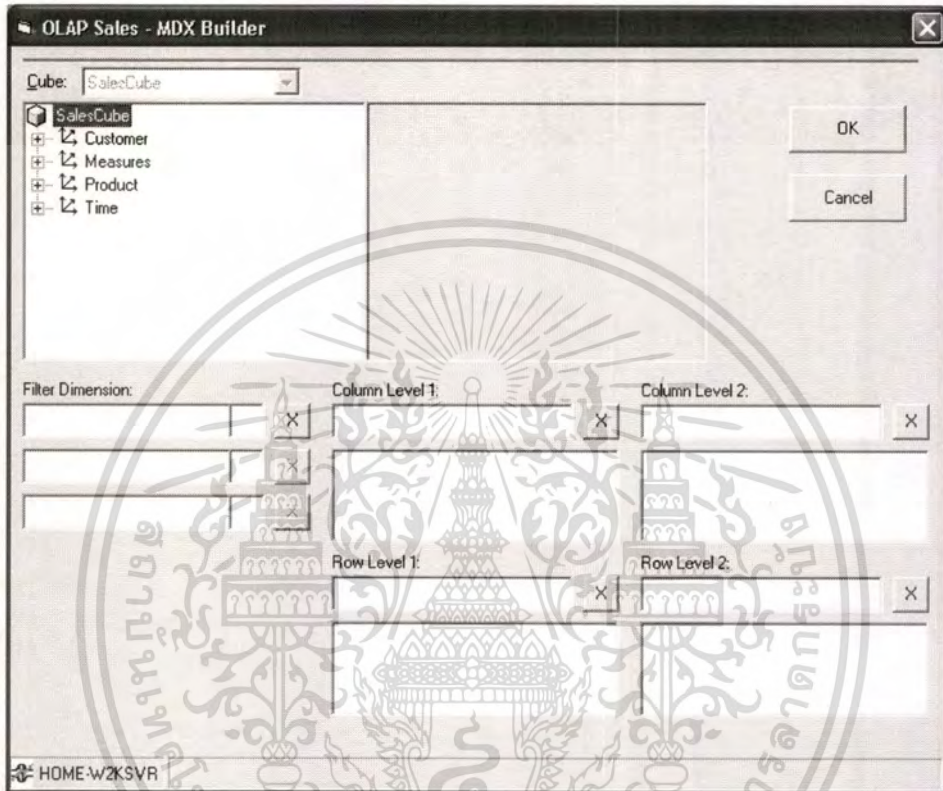 OLAP Sales - MDX Builder
Cube: SalesCube
SalesCube
Customer
Measures
Product
Time
OK
Cancel
Filter Dimension:
Column Level 1:
Column Level 2:
X
X
X
X
X
Row Level 1:
Row Level 2:
X
X
HOME-W2KSVR